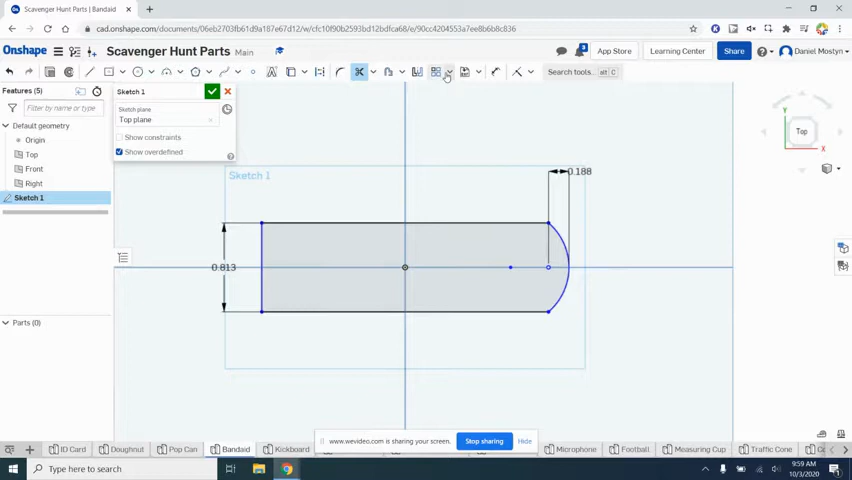 Onshape Scavenger Hunt Parts | Bandaid
cad.onshape.com/documents/06eb2703fb61d9a187e67d12/w/cfc10f90b2903bcd2bdfca68/e/90cc4204553a7ee8b6b8c368
Onshape
Scavenger Hunt Parts Main
3
App Store
Learning Center
Share
Daniel Mostyn
Search tools...
alt
C
Features (5)
Filter by name or type
Default geometry
Origin
Top
Front
Right
Sketch 1
Parts (0)
Sketch 1
Sketch plane
Top plane
Show constraints
Show overdefined
Sketch 1
0.188
0.813
Y
Top
X
ID Card
Doughnut
Pop Can
Bandaid
Kickboard
Microphone
Football
Measuring Cup
Traffic Cone
www.wevideo.com is sharing your screen.
Stop sharing
Hide
Type here to search
9:59 AM
10/3/2020